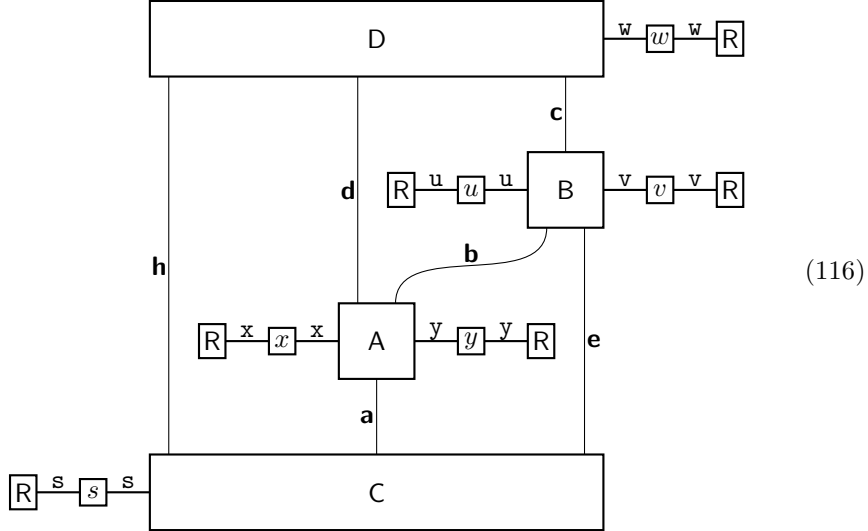 D w w w R
c
R u u u B v v v R
d
b
h (116)
R x x x A y y y R
e
a
R s s s C